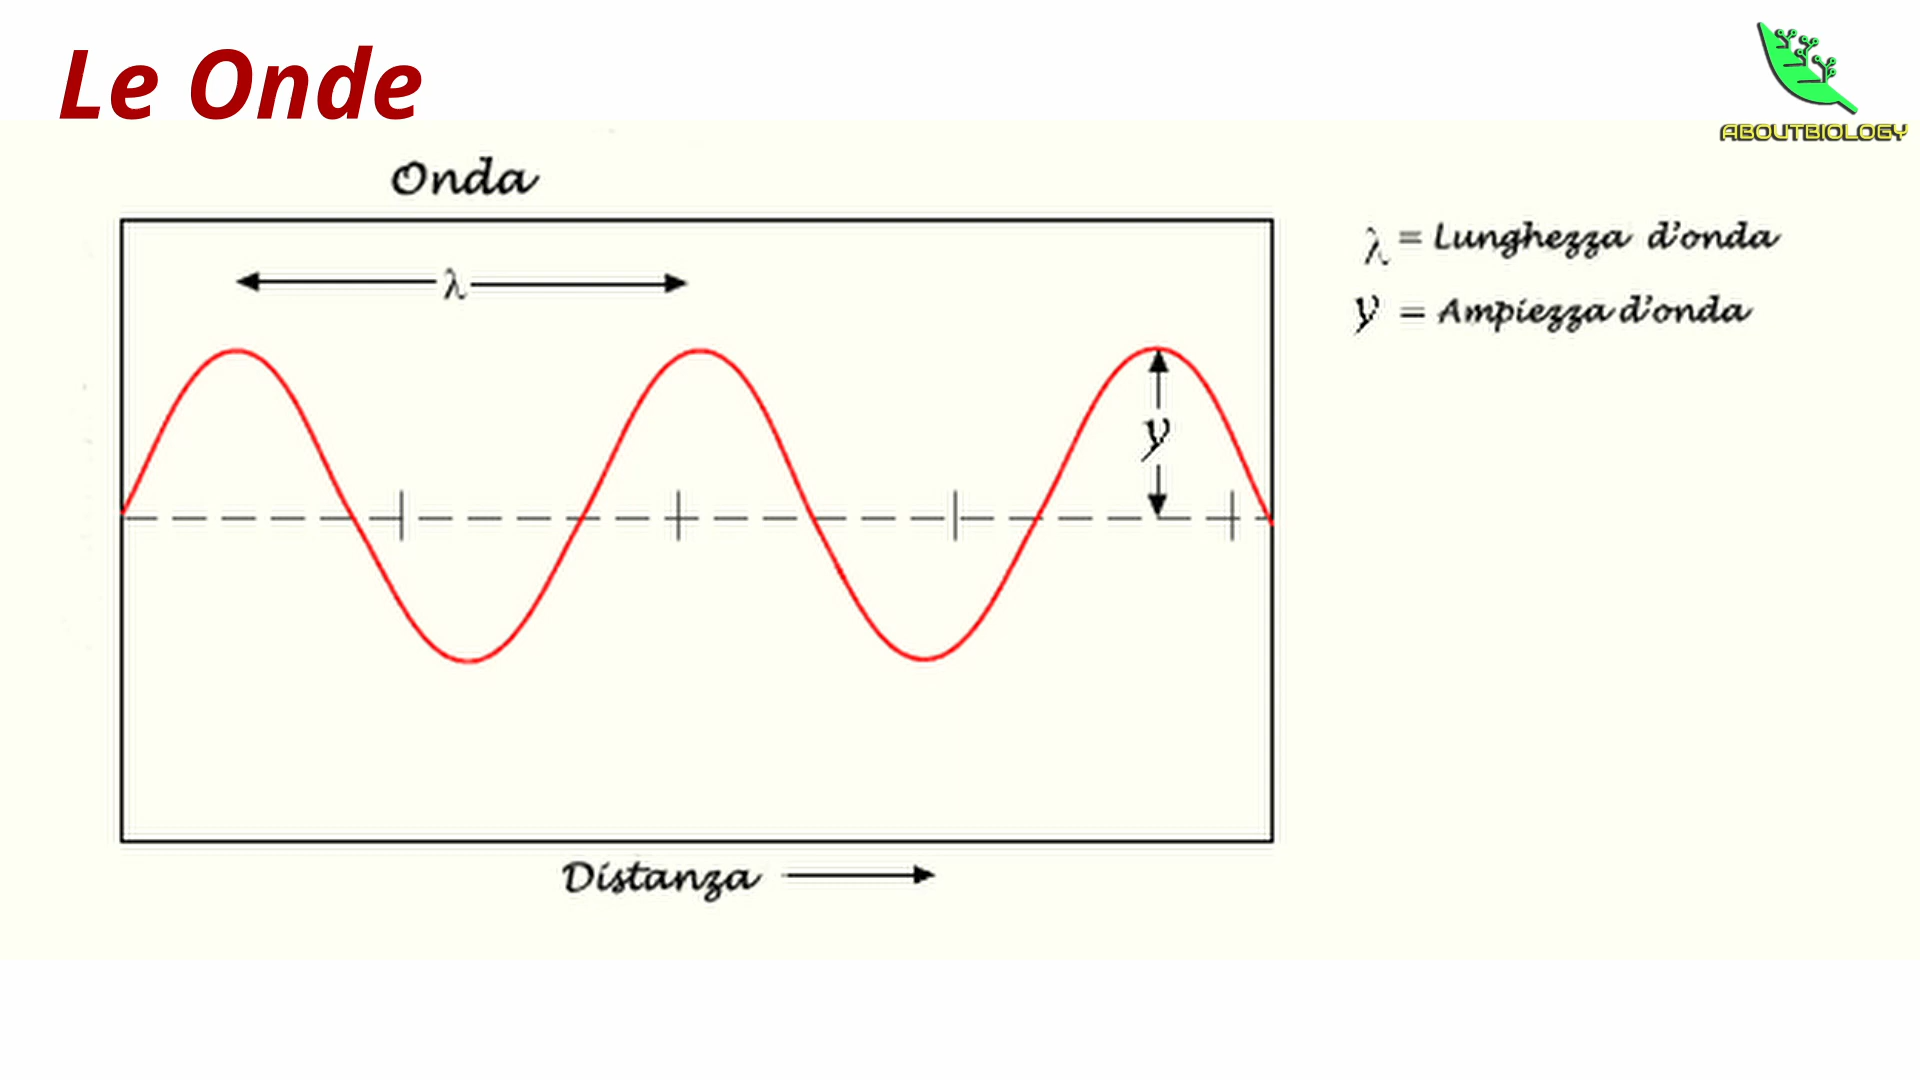 Le Onde
ABOUTBIOLOGY
Onda
λ = Lunghezza d'onda
y = Ampiezza d'onda
λ
y
Distanza